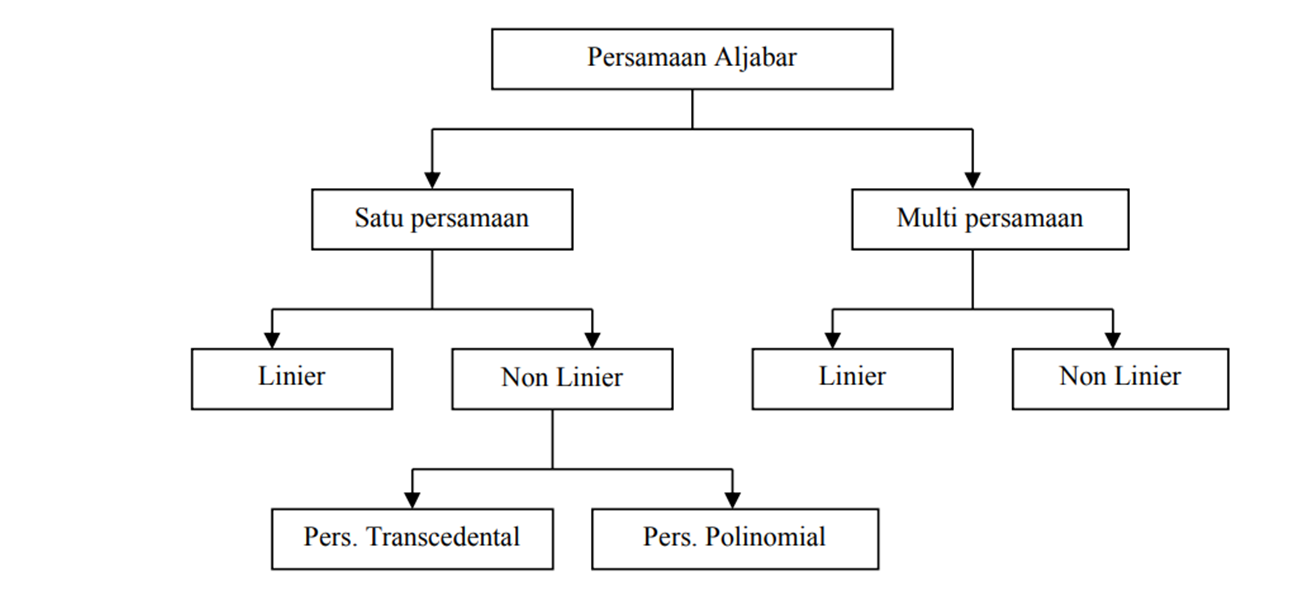 Persamaan Aljabar
Satu persamaan
Multi persamaan
Linier
Non Linier
Linier
Non Linier
Pers. Transcedental
Pers. Polinomial